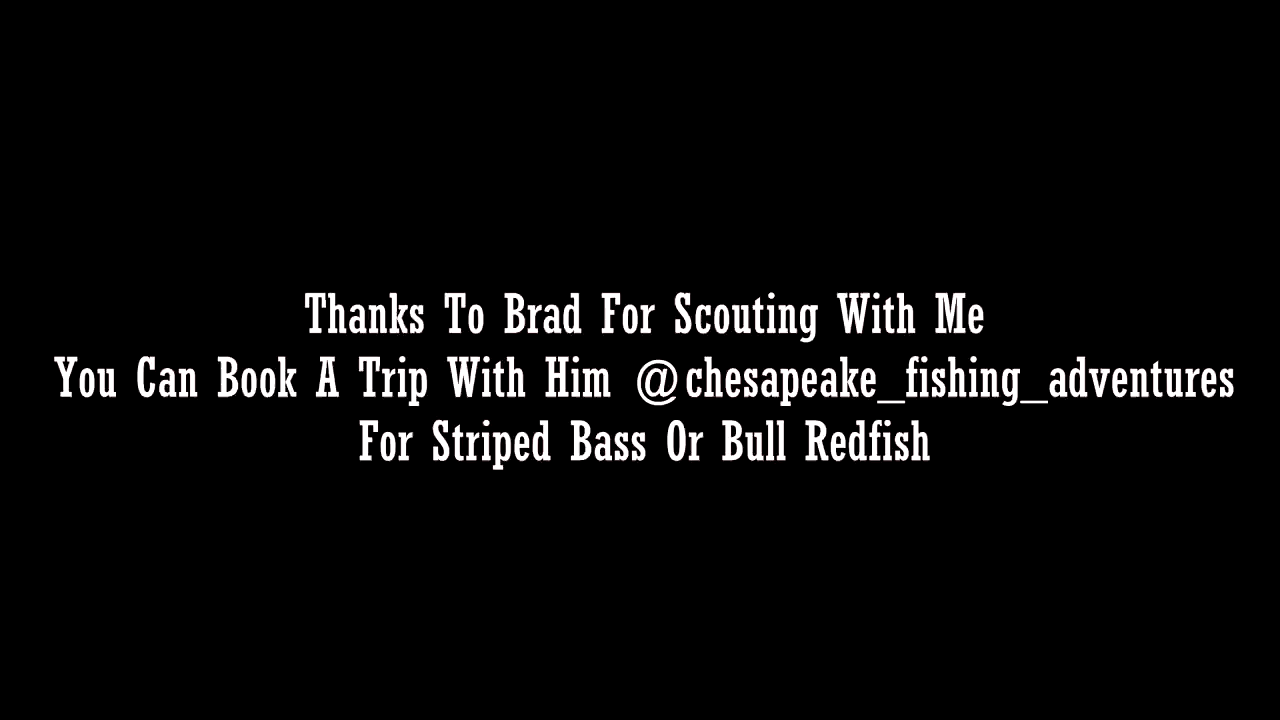 Thanks To Brad For Scouting With Me
You Can Book A Trip With Him @chesapeake_fishing_adventures
For Striped Bass Or Bull Redfish